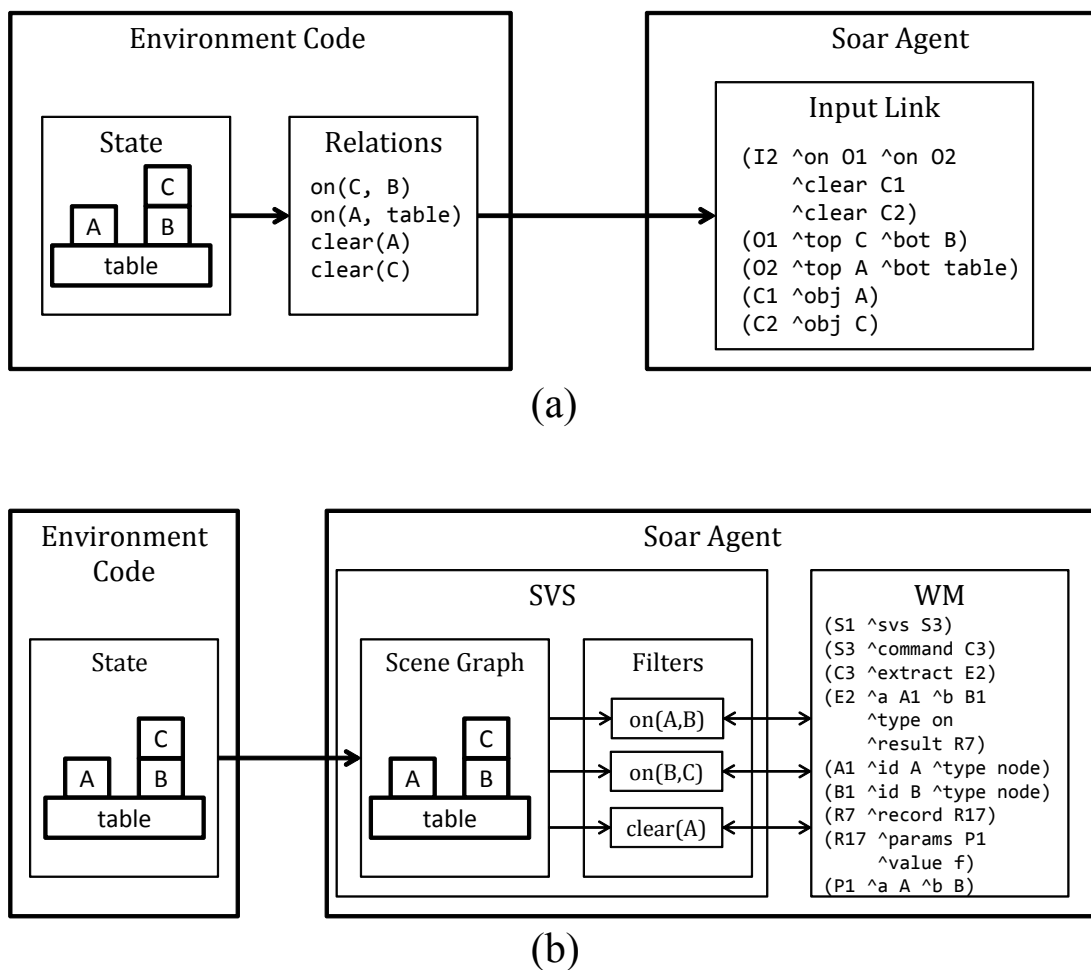 Environment Code
State
C
A
B
table
Relations
on(C, B)
on(A, table)
clear(A)
clear(C)
Soar Agent
Input Link
(I2 ^on O1 ^on O2
^clear C1
^clear C2)
(O1 ^top C ^bot B)
(O2 ^top A ^bot table)
(C1 ^obj A)
(C2 ^obj C)
(a)
Environment
Code
State
C
A
B
table
Soar Agent
SVS
Scene Graph
C
A
B
table
Filters
on(A,B)
on(B,C)
clear(A)
WM
(S1 ^svs S3)
(S3 ^command C3)
(C3 ^extract E2)
(E2 ^a A1 ^b B1
^type on
^result R7)
(A1 ^id A ^type node)
(B1 ^id B ^type node)
(R7 ^record R17)
(R17 ^params P1
^value f)
(P1 ^a A ^b B)
(b)